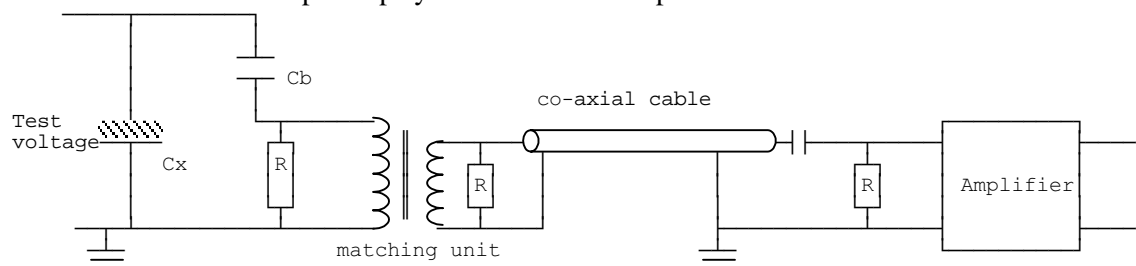 Cb
co-axial cable
Test
voltage
Cx
R
R
R
Amplifier
matching unit